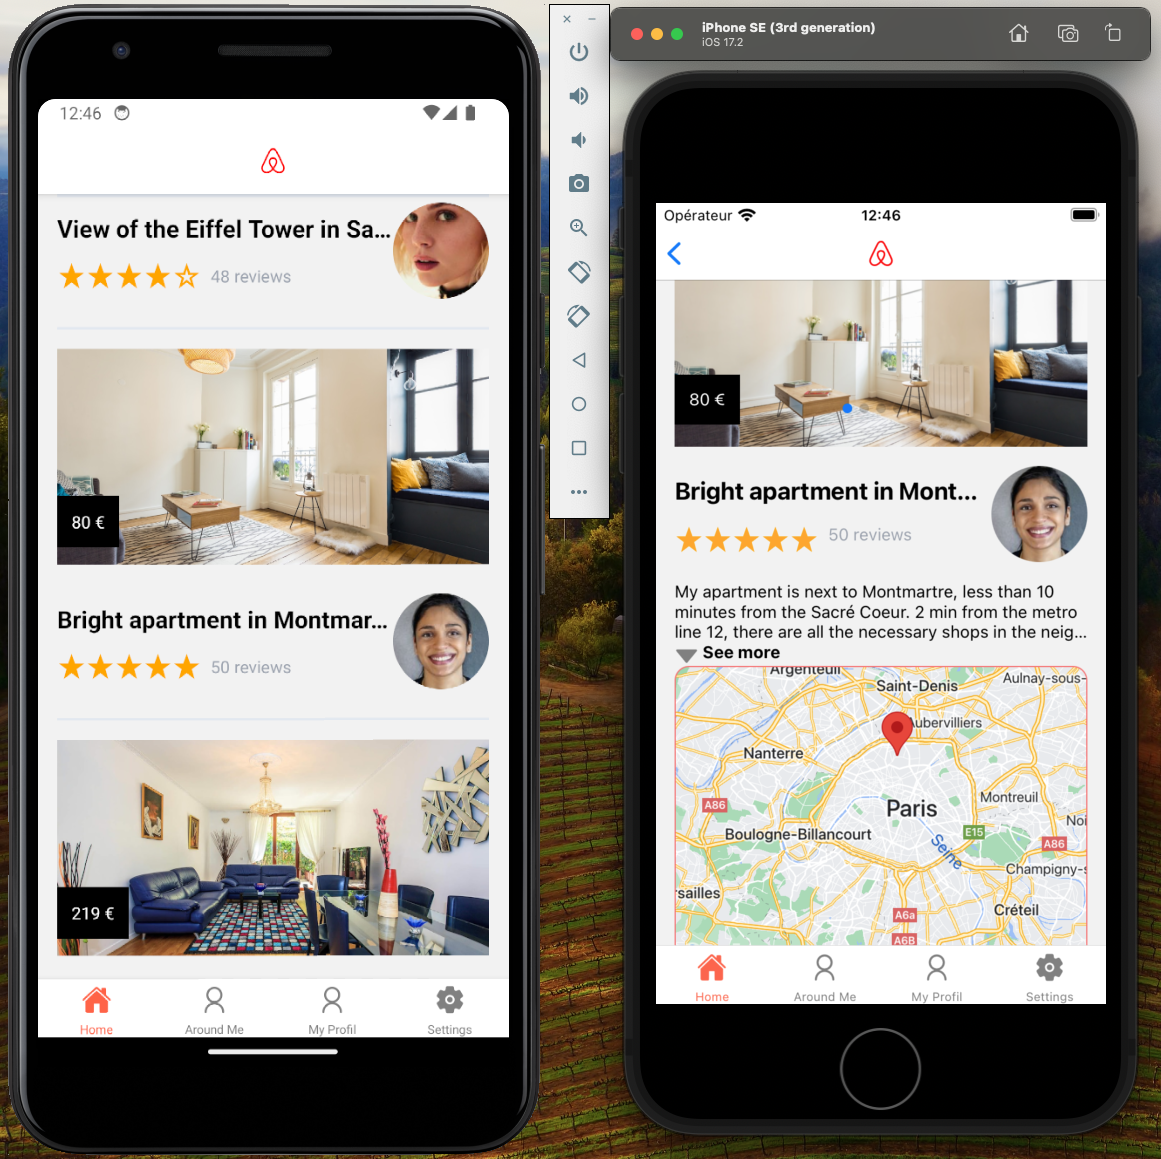 12:46
View of the Eiffel Tower in Sa...
48 reviews
80 €
Bright apartment in Montmar...
50 reviews
219 €
Home
Around Me
My Profil
Settings
iPhone SE (3rd generation)
iOS 17.2
Opérateur
12:46
80 €
Bright apartment in Mont...
50 reviews
My apartment is next to Montmartre, less than 10
minutes from the Sacré Coeur. 2 min from the metro
line 12, there are all the necessary shops in the neig...
See more
Argenteuil
Saint-Denis
Aulnay-sous-
Aubervilliers
Nanterre
A86
Paris
Montreuil
Noi
Boulogne-Billancourt
E15
A86
Seine
Champigny-s
rsailles
A6a
Créteil
A6B
Home
Around Me
My Profil
Settings